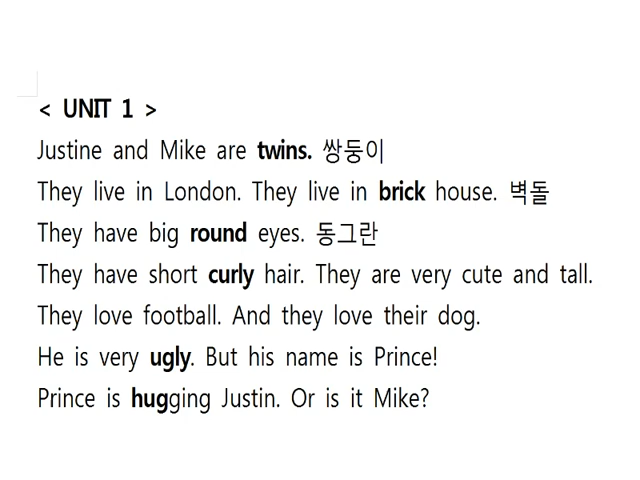 < UNIT 1 >
Justine and Mike are twins. 쌍둥이
They live in London. They live in brick house. 벽돌
They have big round eyes. 동그란
They have short curly hair. They are very cute and tall.
They love football. And they love their dog.
He is very ugly. But his name is Prince!
Prince is hugging Justin. Or is it Mike?